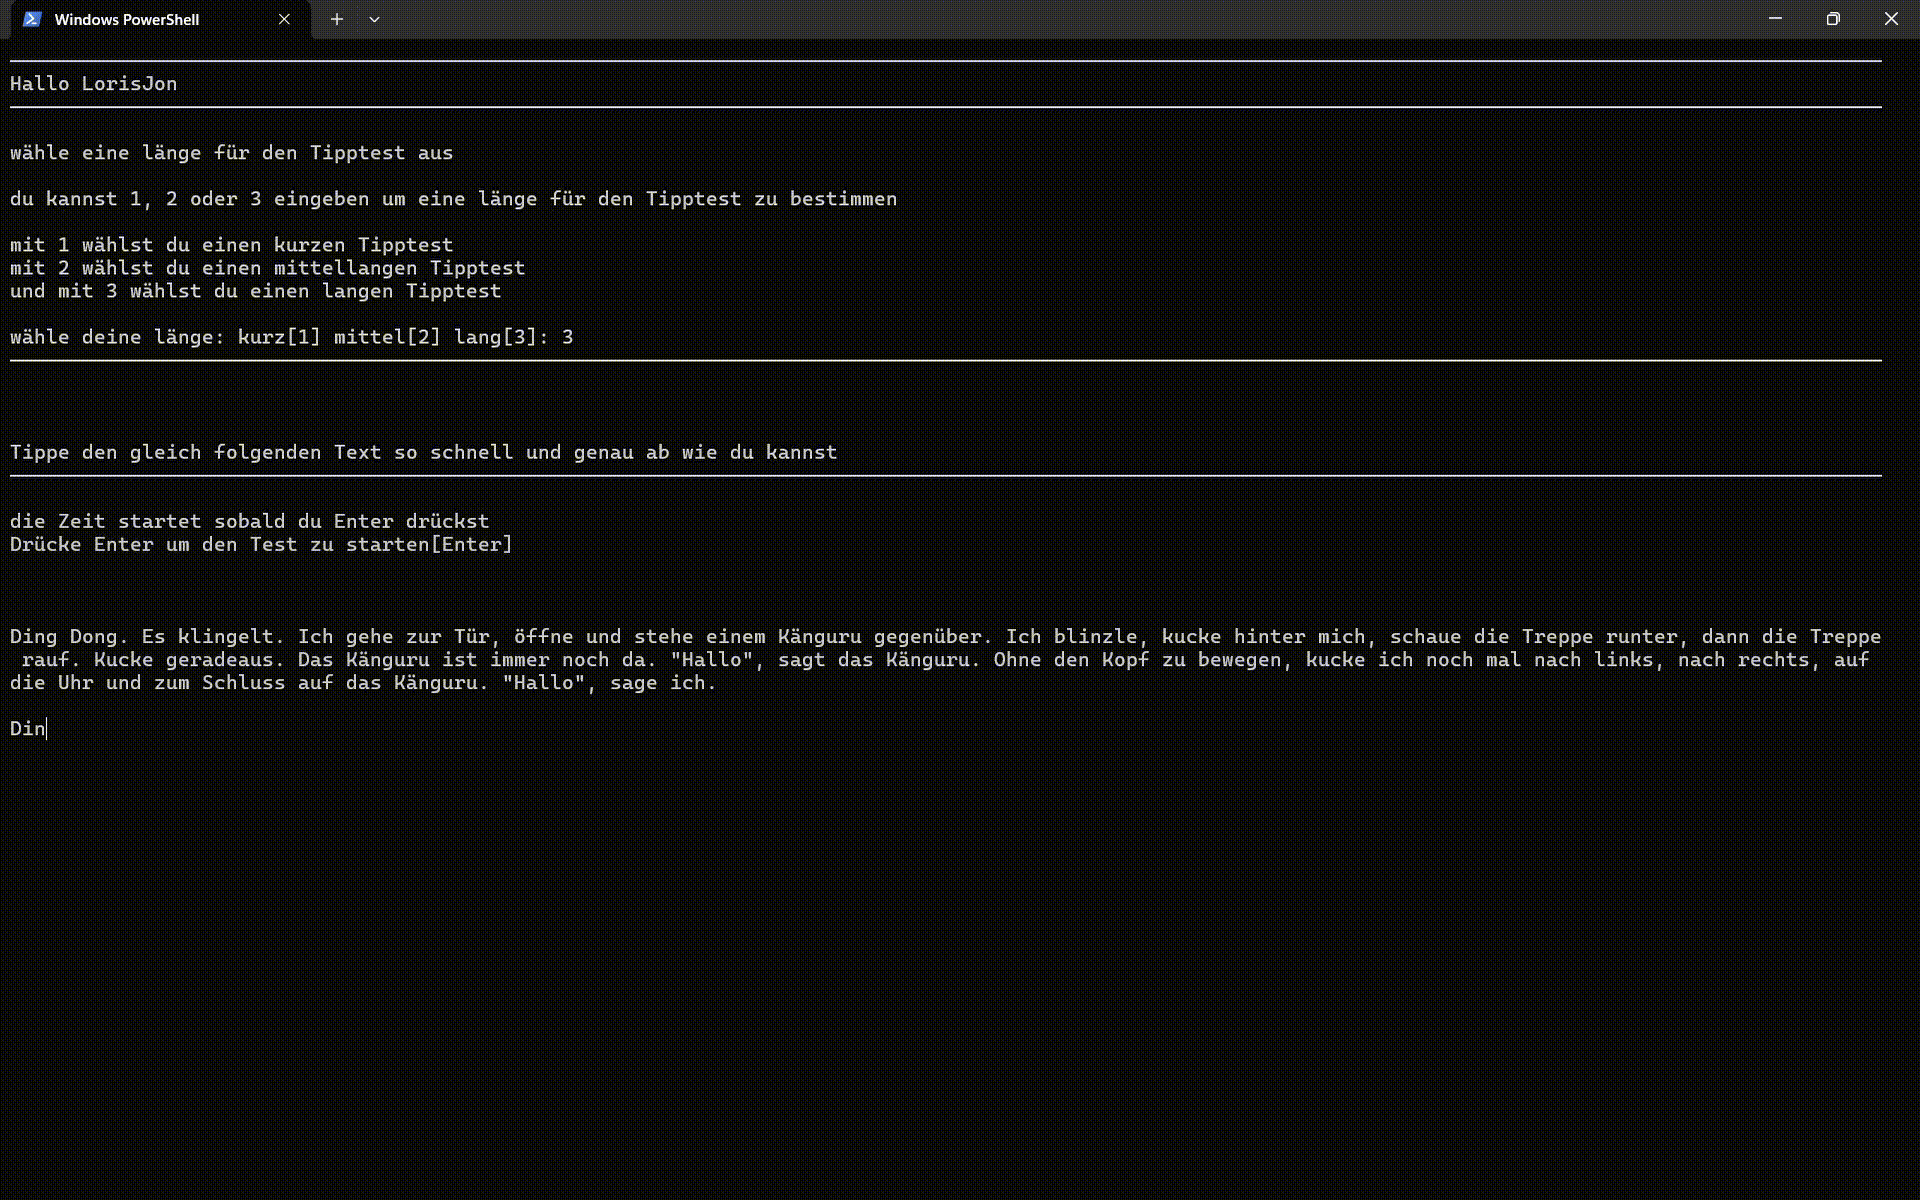 Windows PowerShell
Hallo LorisJon
wähle eine länge für den Tipptest aus
du kannst 1, 2 oder 3 eingeben um eine länge für den Tipptest zu bestimmen
mit 1 wählst du einen kurzen Tipptest
mit 2 wählst du einen mittellangen Tipptest
und mit 3 wählst du einen langen Tipptest
wähle deine länge: kurz[1] mittel[2] lang[3]: 3
Tippe den gleich folgenden Text so schnell und genau ab wie du kannst
die Zeit startet sobald du Enter drückst
Drücke Enter um den Test zu starten[Enter]
Ding Dong. Es klingelt. Ich gehe zur Tür, öffne und stehe einem Känguru gegenüber. Ich blinzle, kucke hinter mich, schaue die Treppe runter, dann die Treppe
rauf. Kucke geradeaus. Das Känguru ist immer noch da. "Hallo", sagt das Känguru. Ohne den Kopf zu bewegen, kucke ich noch mal nach links, nach rechts, auf
die Uhr und zum Schluss auf das Känguru. "Hallo", sage ich.
Din